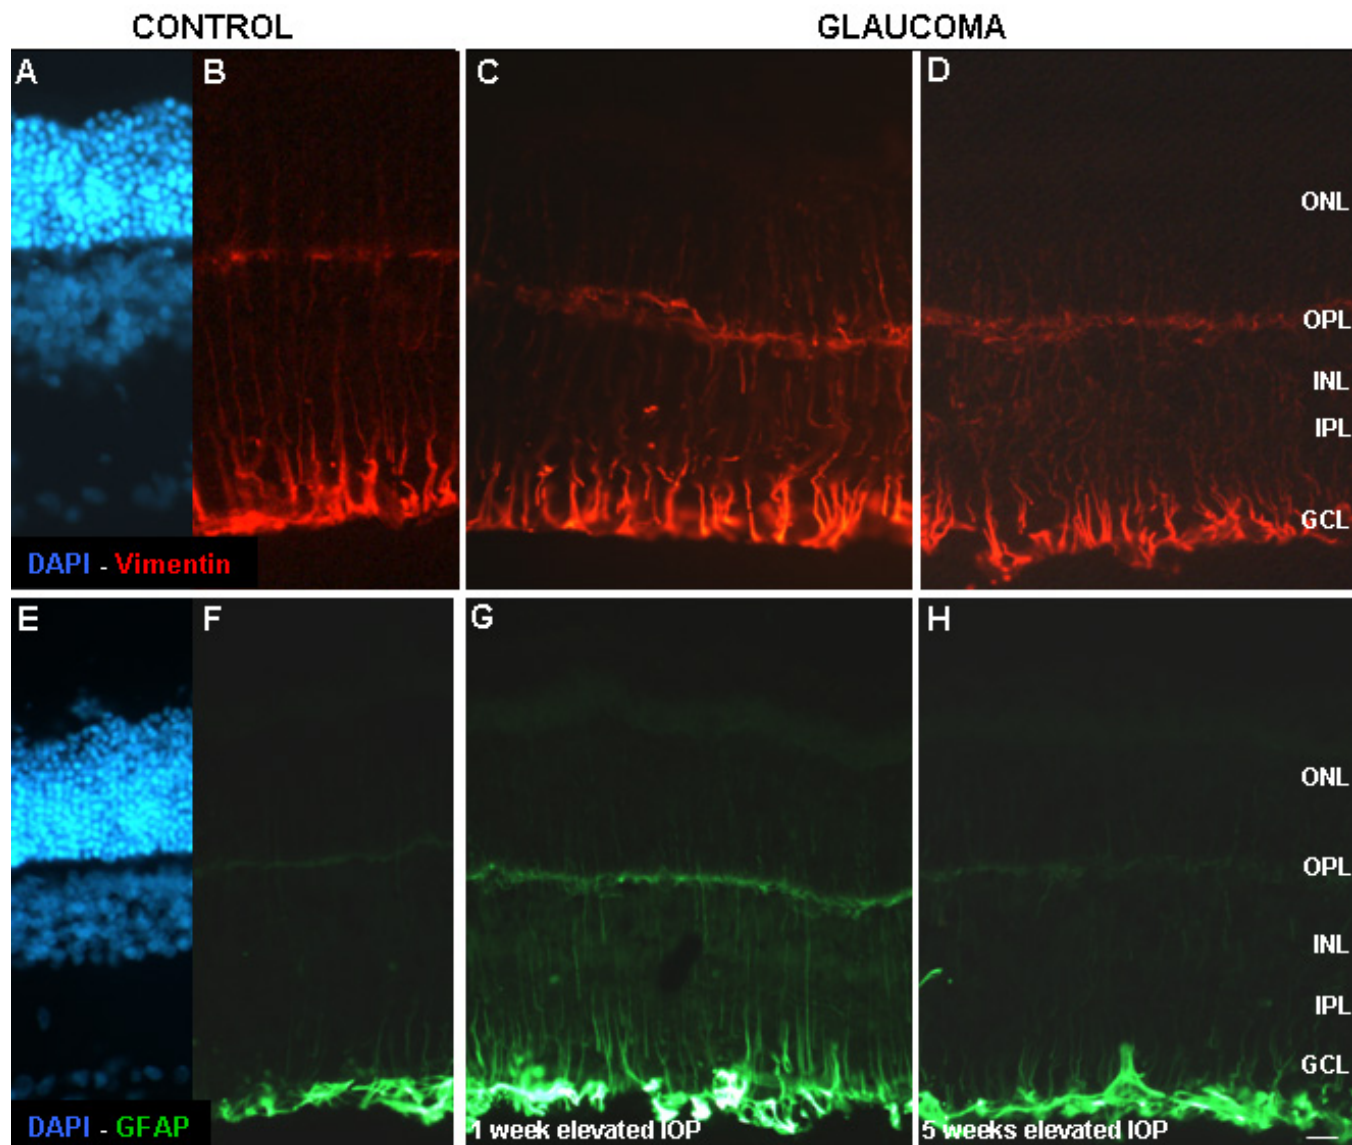 CONTROL
GLAUCOMA
A
B
C
D
ONL
OPL
INL
IPL
GCL
DAPI - Vimentin
E
F
G
H
ONL
OPL
INL
IPL
GCL
DAPI - GFAP
1 week elevated IOP
5 weeks elevated IOP